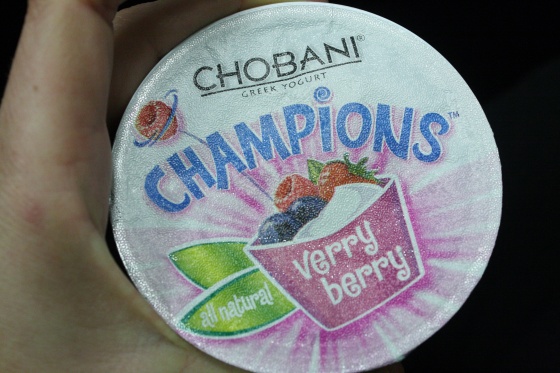 CHOBANI®
GREEK YOGURT
CHAMPiONS™
verry
berry
all natural